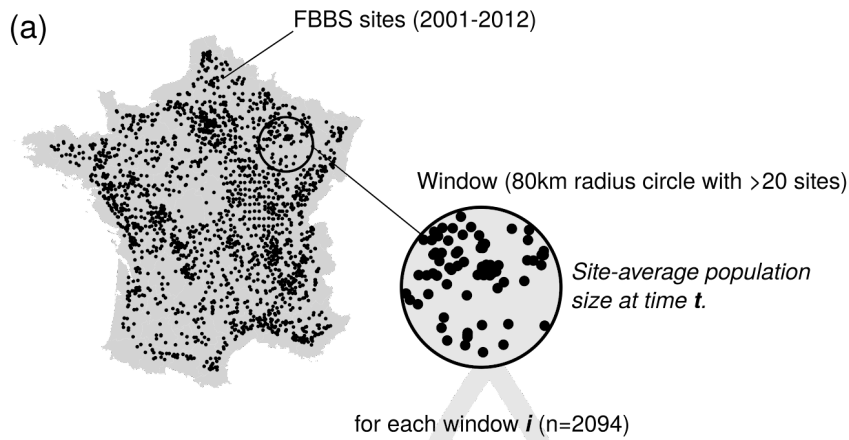 (a)
FBBS sites (2001-2012)
Window (80km radius circle with >20 sites)
Site-average population
size at time t.
for each window i (n=2094)